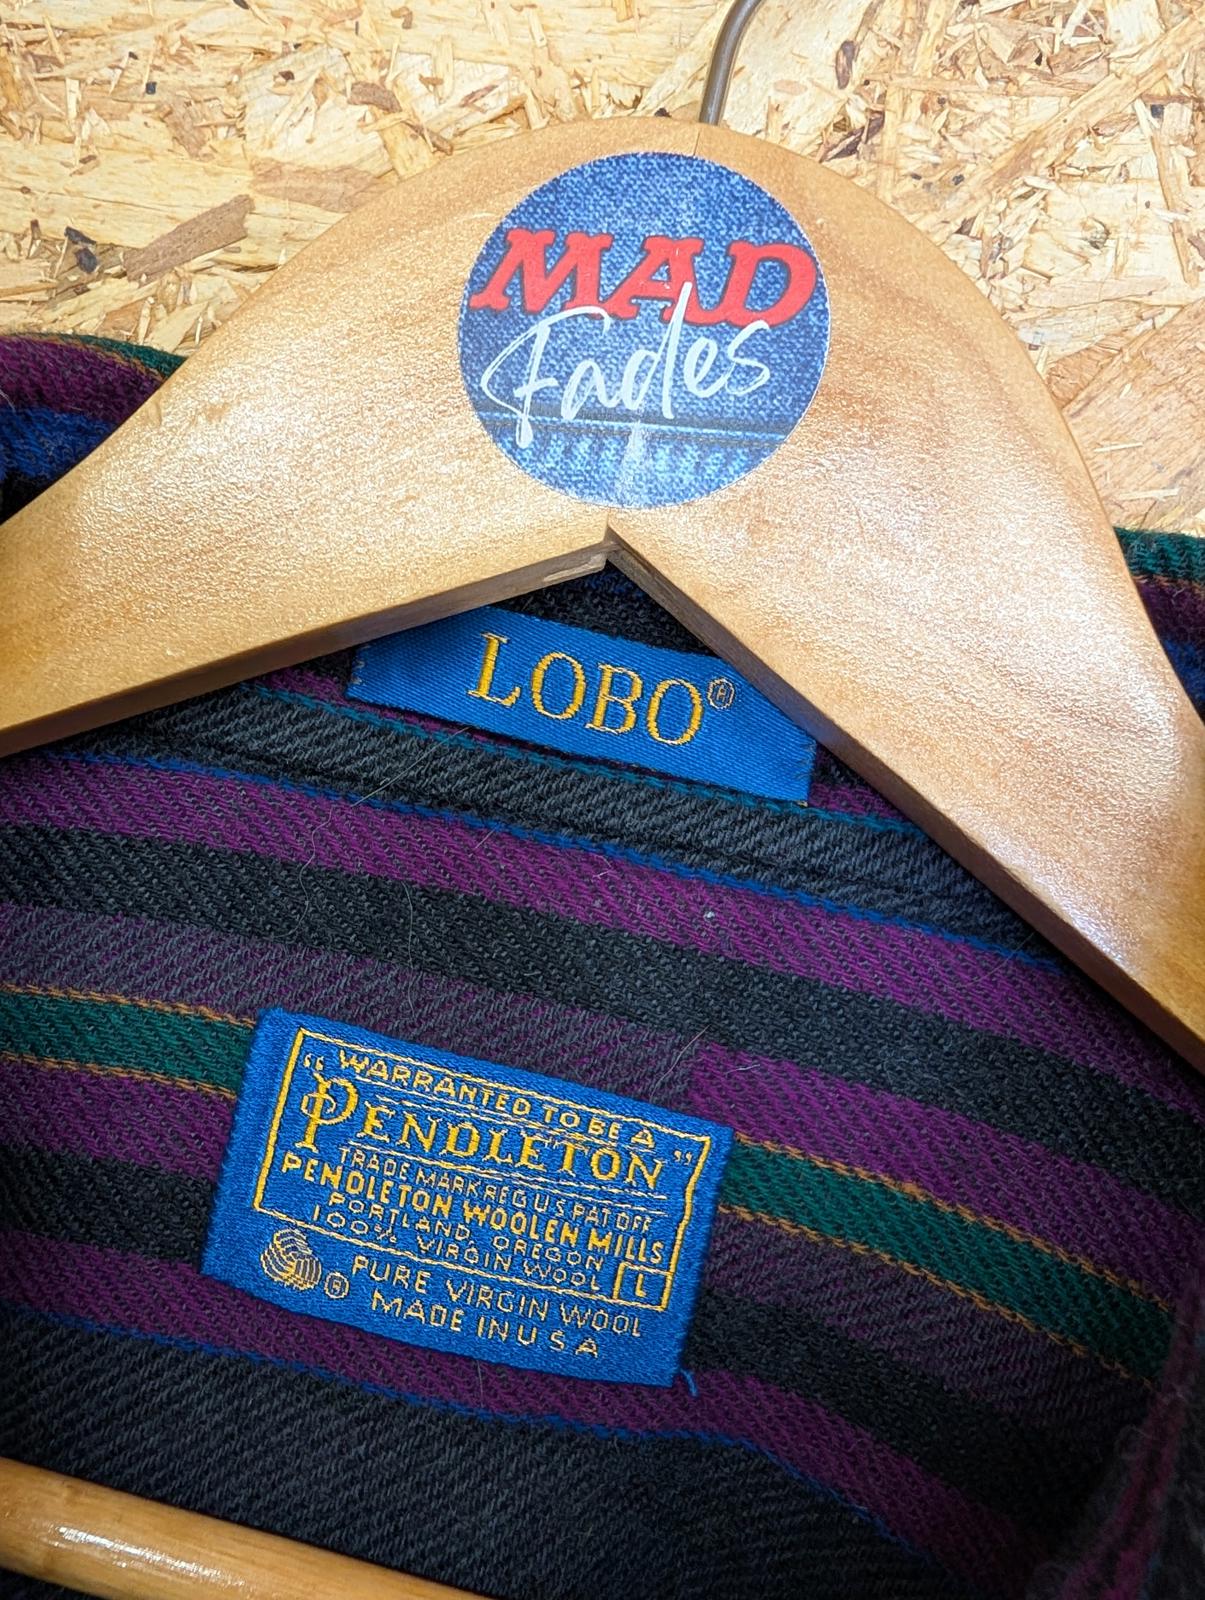 MAD
Fades
LOBO®
"WARRANTED TO BE A
PENDLETON"
TRADE MARK REG U S PAT OFF
PENDLETON WOOLEN MILLS
PORTLAND, OREGON
100% VIRGIN WOOL L
® PURE VIRGIN WOOL
MADE IN U S A